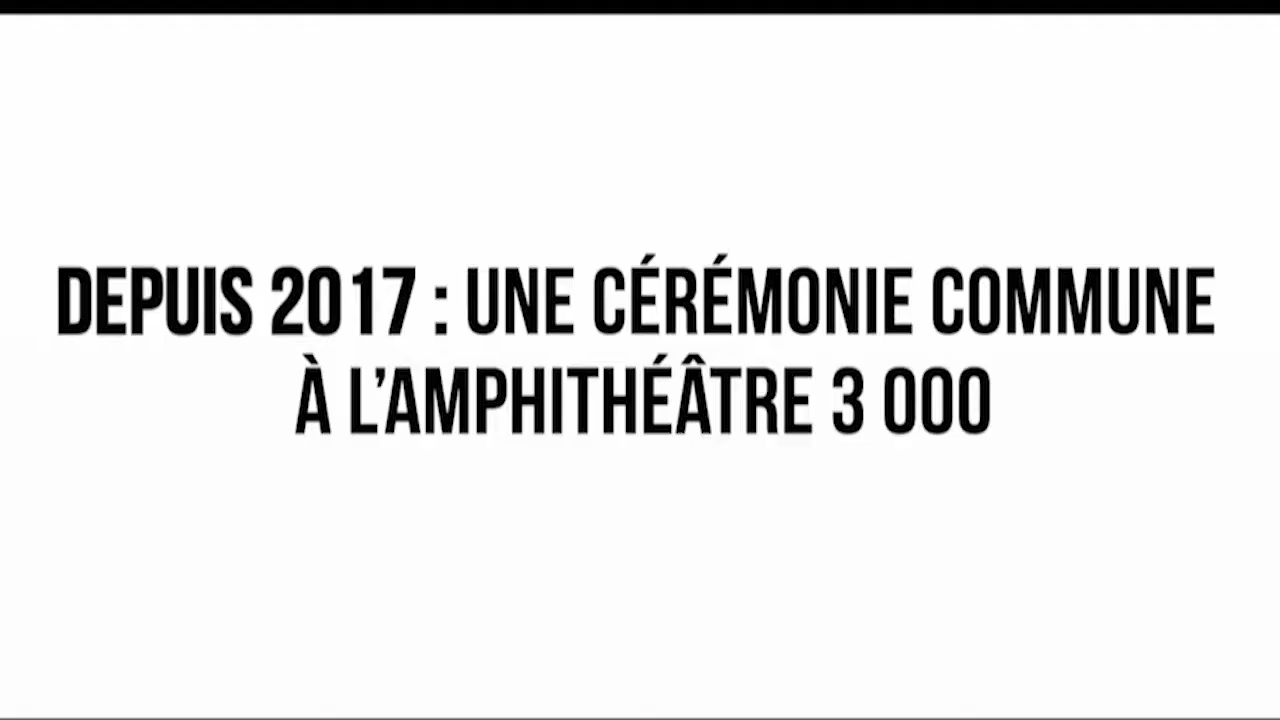 DEPUIS 2017 : UNE CÉRÉMONIE COMMUNE
À L’AMPHITHÉÂTRE 3 000